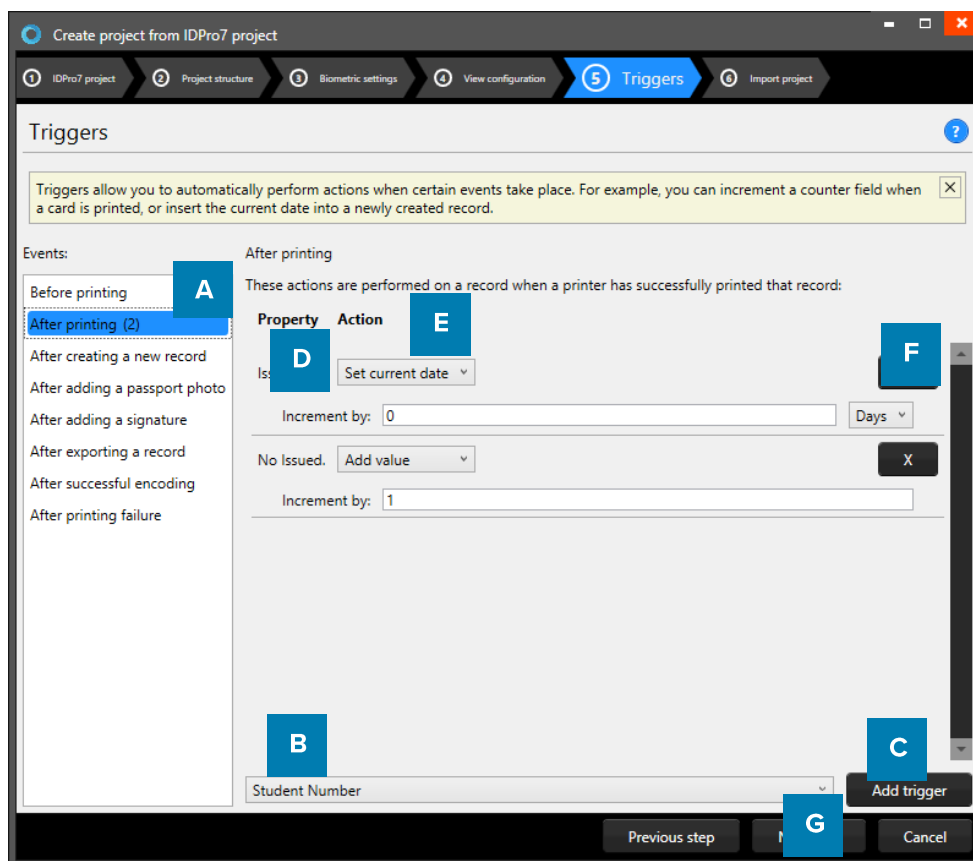 Create project from IDPro7 project
1 IDPro7 project 2 Project structure 3 Biometric settings 4 View configuration 5 Triggers 6 Import project
Triggers
?
Triggers allow you to automatically perform actions when certain events take place. For example, you can increment a counter field when
a card is printed, or insert the current date into a newly created record.
X
Events:
Before printing
A
After printing (2)
After creating a new record
After adding a passport photo
After adding a signature
After exporting a record
After successful encoding
After printing failure
After printing
These actions are performed on a record when a printer has successfully printed that record:
Property Action
E
D
F
Set current date
Increment by: 0 Days
No Issued. Add value X
Increment by: 1
B
C
Student Number Add trigger
G
Previous step Cancel